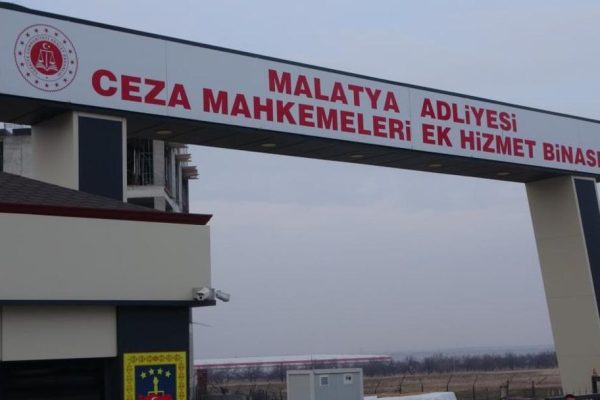 MALATYA ADLİYESİ
CEZA MAHKEMELERİ EK HİZMET BİNASI